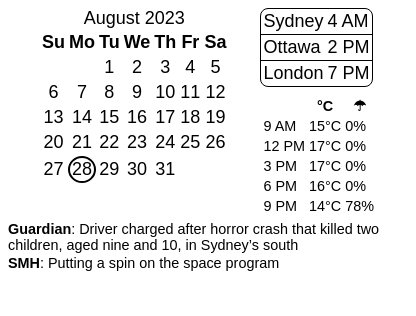 August 2023
Su Mo Tu We Th Fr Sa
1 2 3 4 5
6 7 8 9 10 11 12
13 14 15 16 17 18 19
20 21 22 23 24 25 26
27 28 29 30 31
Sydney 4 AM
Ottawa 2 PM
London 7 PM
°C ☂
9 AM 15°C 0%
12 PM 17°C 0%
3 PM 17°C 0%
6 PM 16°C 0%
9 PM 14°C 78%
Guardian: Driver charged after horror crash that killed two
children, aged nine and 10, in Sydney’s south
SMH: Putting a spin on the space program